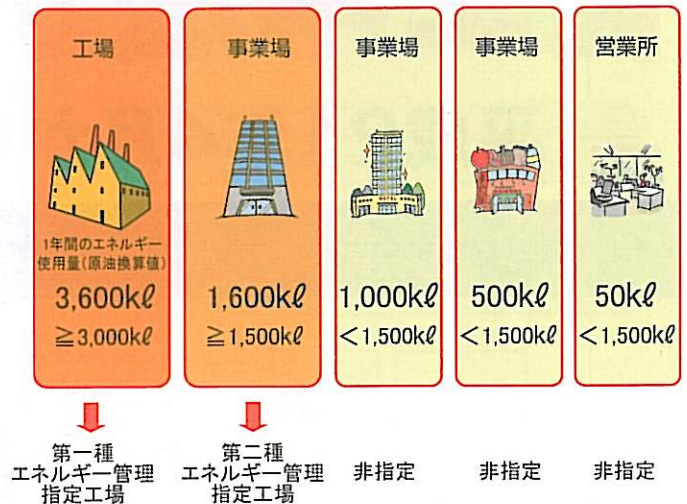 工場
1年間のエネルギー
使用量(原油換算値)
3,600kℓ
≧3,000kℓ
第一種
エネルギー管理
指定工場
事業場
1,600kℓ
≧1,500kℓ
第二種
エネルギー管理
指定工場
事業場
HOTEL
1,000kℓ
<1,500kℓ
非指定
事業場
500kℓ
<1,500kℓ
非指定
営業所
50kℓ
<1,500kℓ
非指定